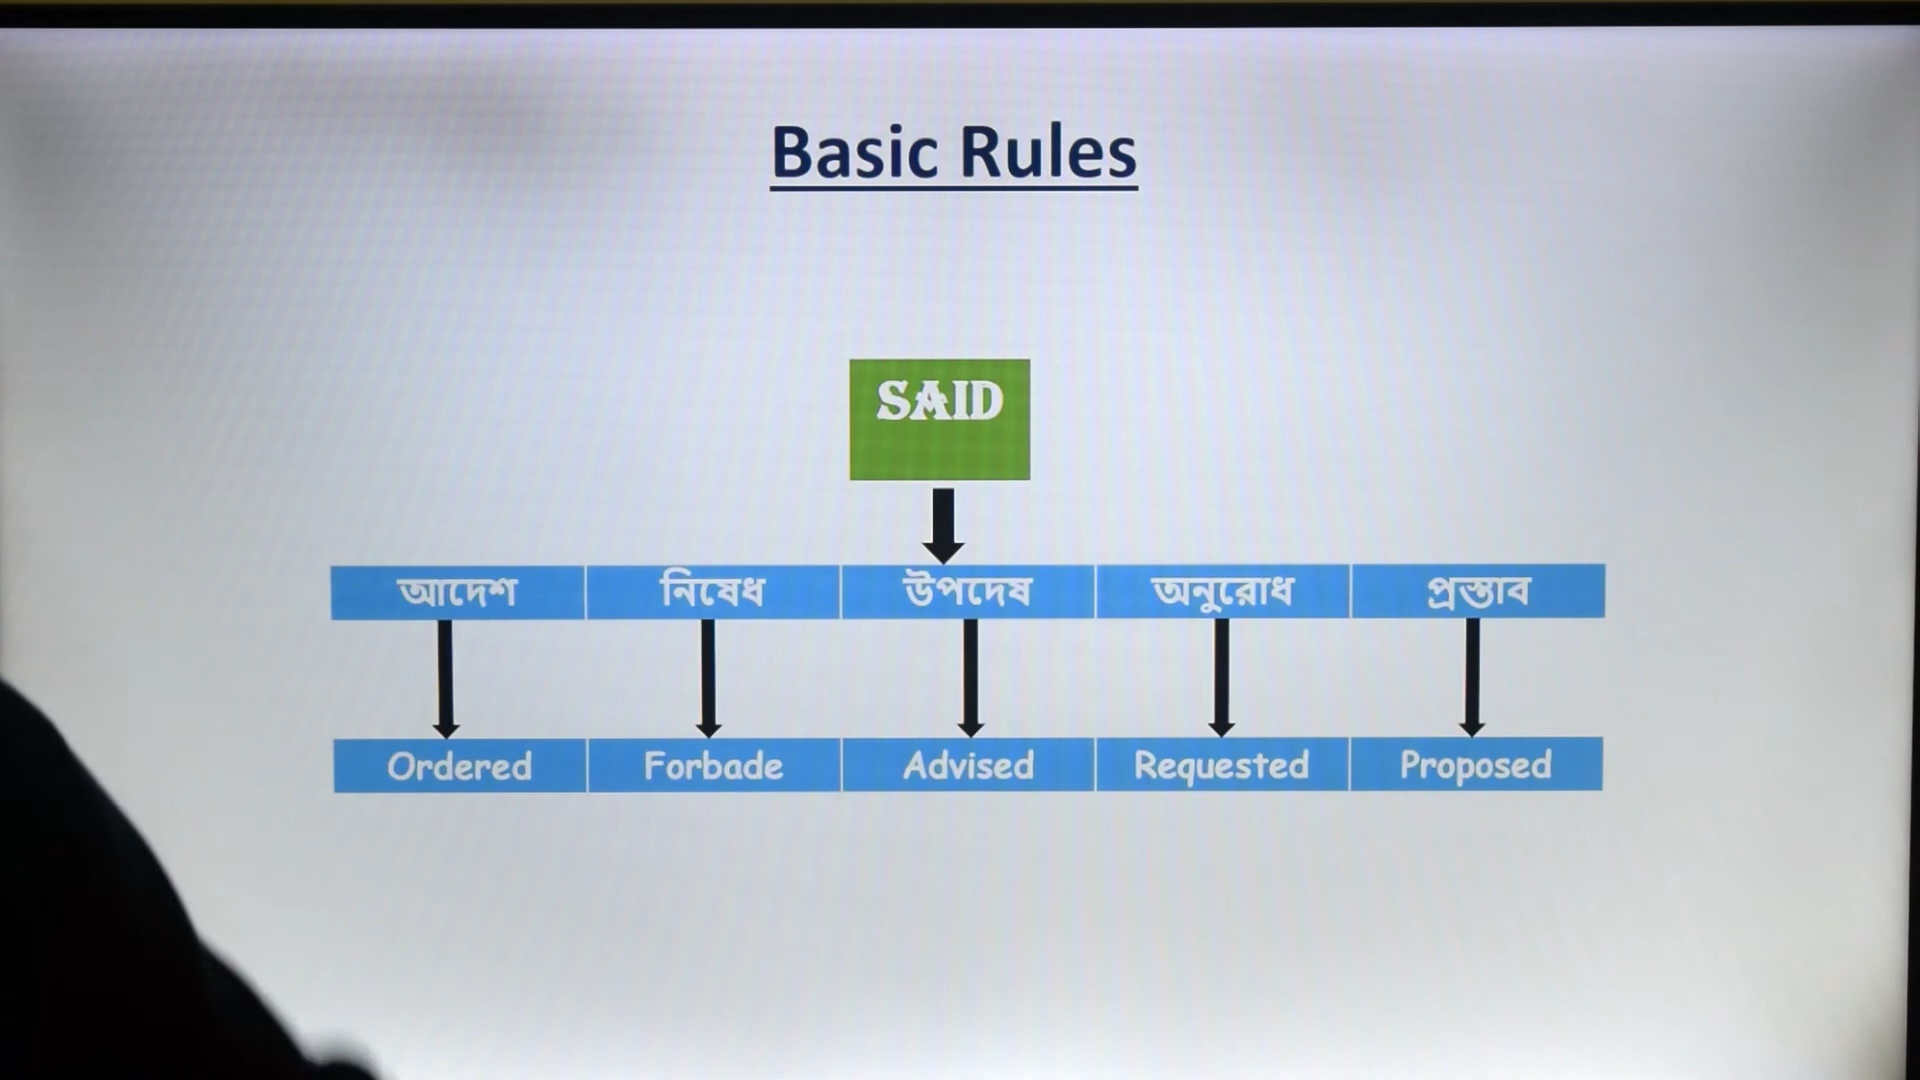 Basic Rules
SAID
আদেশ নিষেধ উপদেষ অনুরোধ প্রস্তাব
Ordered Forbade Advised Requested Proposed